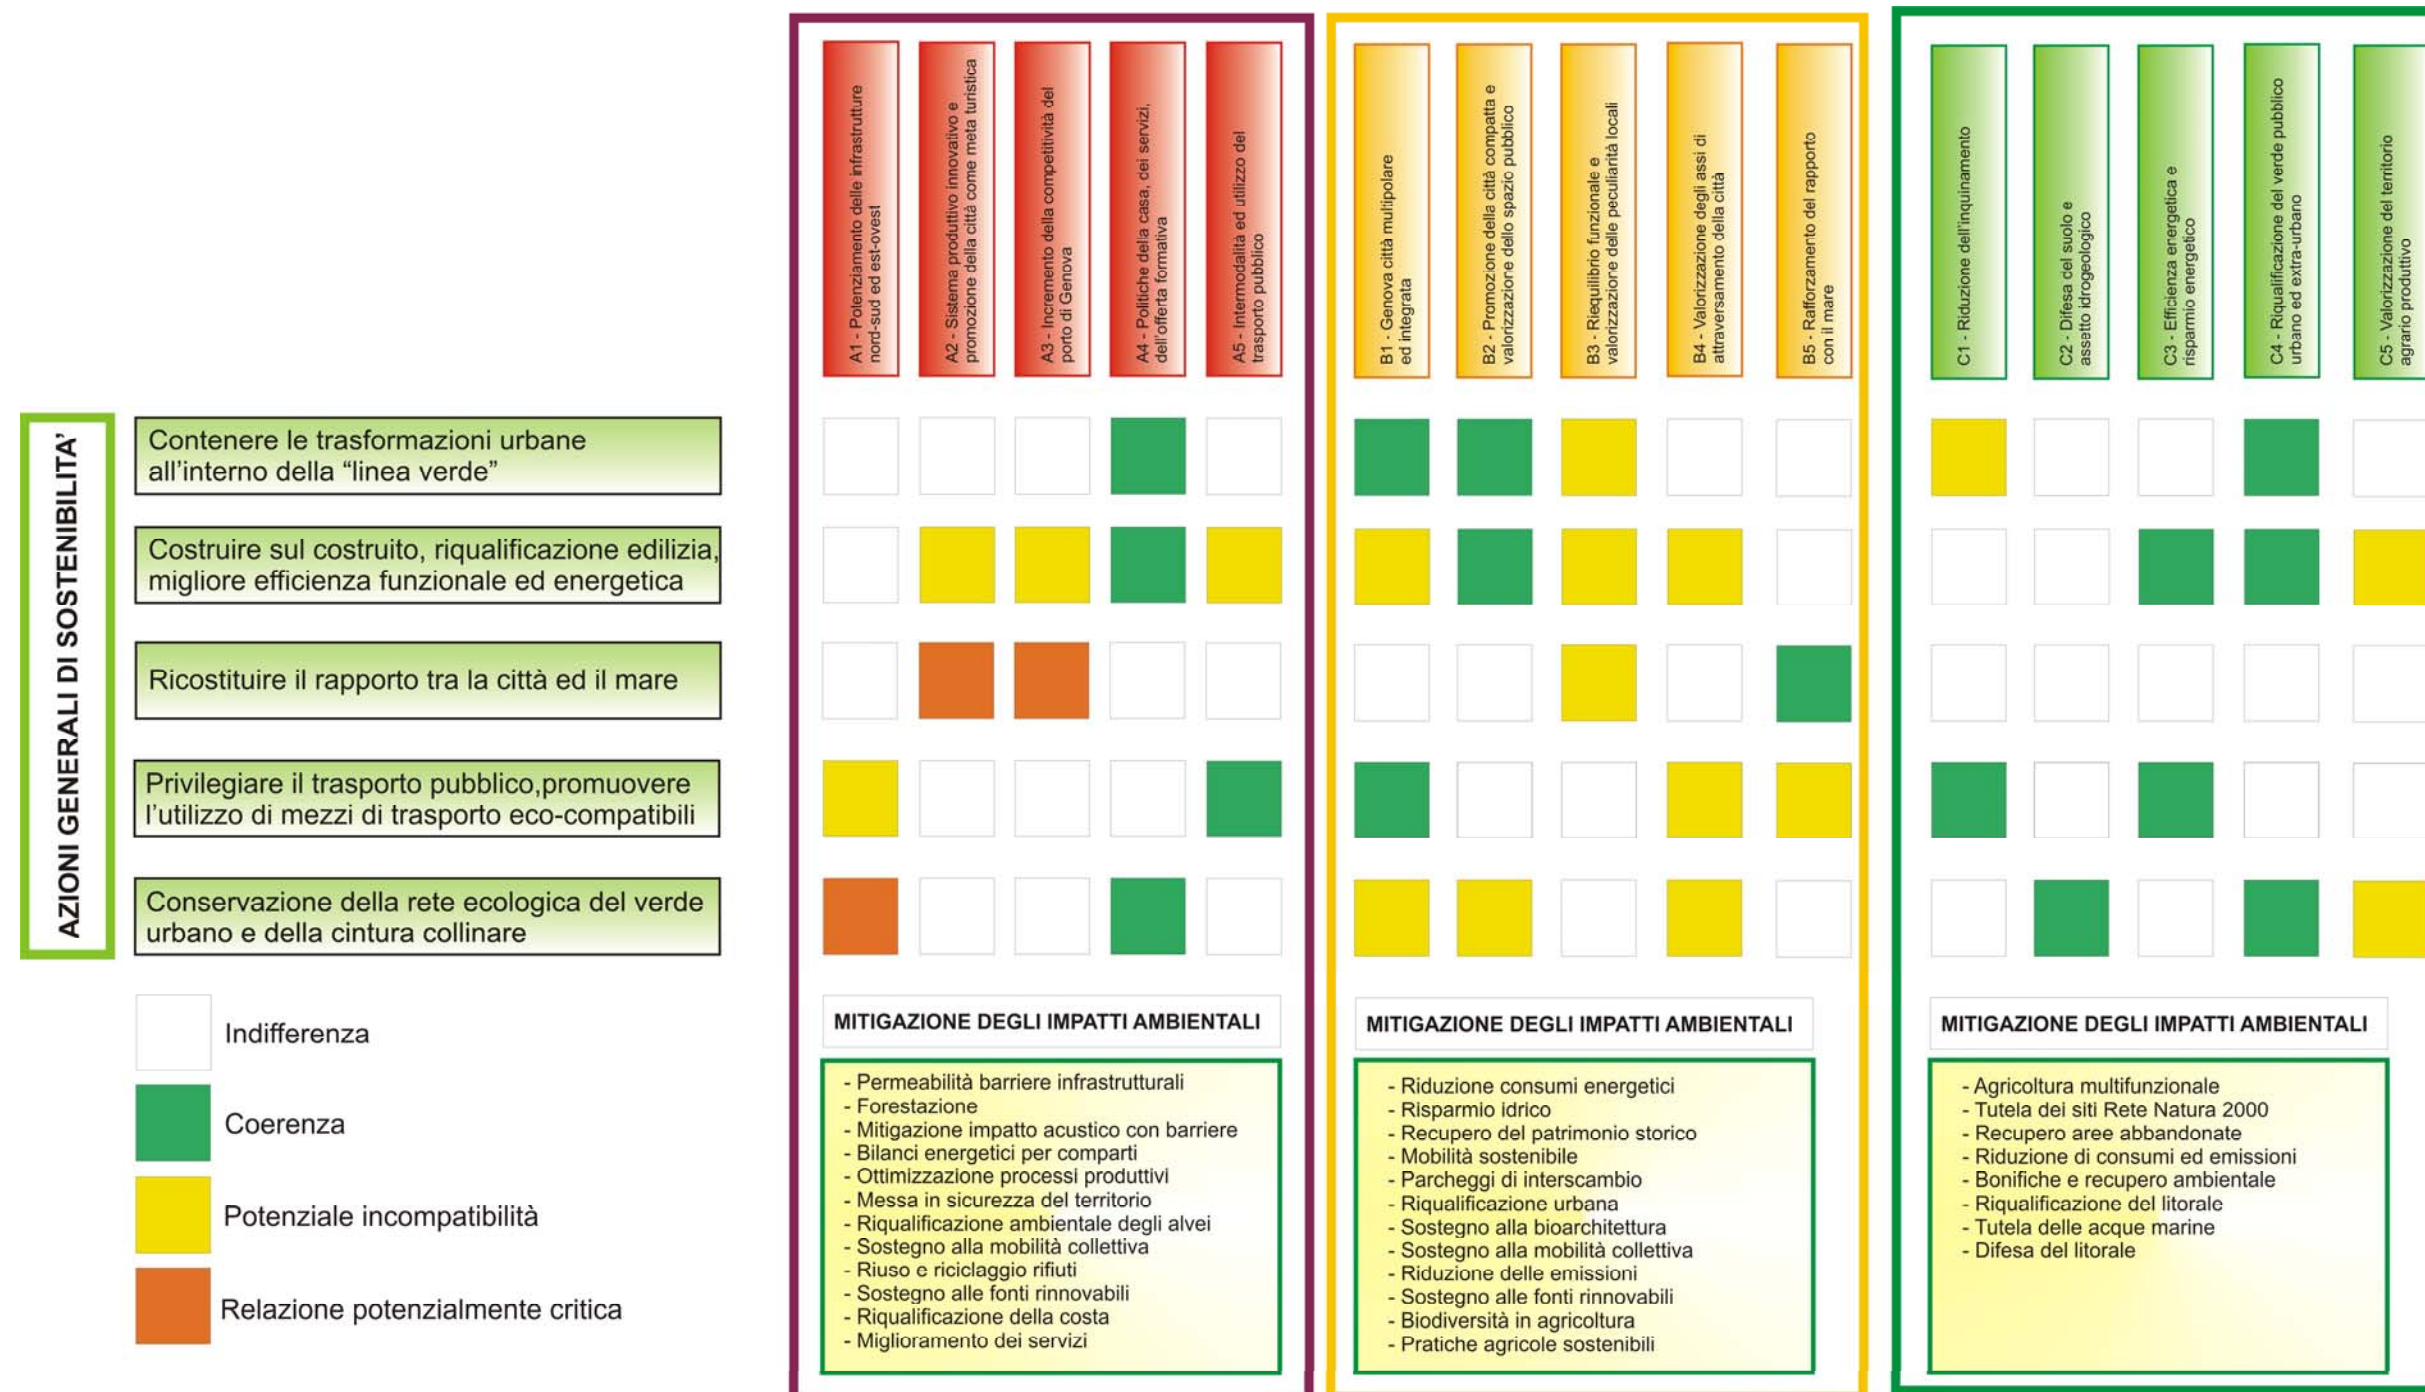 A1 - Potenziamento delle infrastrutture
nord-sud ed est-ovest
A2 - Sistema produttivo innovativo e
promozione della città come meta turistica
A3 - Incremento della competitività del
porto di Genova
A4 - Politiche della casa, dei servizi,
dell'offerta formativa
A5 - Intermodalità ed utilizzo del
trasporto pubblico
B1 - Genova città multipolare
ed integrata
B2 - Promozione della città compatta e
valorizzazione dello spazio pubblico
B3 - Riequilibrio funzionale e
valorizzazione delle peculiarità locali
B4 - Valorizzazione degli assi di
attraversamento della città
B5 - Rafforzamento del rapporto
con il mare
C1 - Riduzione dell'inquinamento
C2 - Difesa del suolo e
assetto idrogeologico
C3 - Efficienza energetica e
risparmio energetico
C4 - Riqualificazione del verde pubblico
urbano ed extra-urbano
C5 - Valorizzazione del territorio
agrario produttivo
AZIONI GENERALI DI SOSTENIBILITA'
Contenere le trasformazioni urbane
all'interno della “linea verde”
Costruire sul costruito, riqualificazione edilizia,
migliore efficienza funzionale ed energetica
Ricostituire il rapporto tra la città ed il mare
Privilegiare il trasporto pubblico,promuovere
l'utilizzo di mezzi di trasporto eco-compatibili
Conservazione della rete ecologica del verde
urbano e della cintura collinare
Indifferenza
Coerenza
Potenziale incompatibilità
Relazione potenzialmente critica
MITIGAZIONE DEGLI IMPATTI AMBIENTALI
- Permeabilità barriere infrastrutturali
- Forestazione
- Mitigazione impatto acustico con barriere
- Bilanci energetici per comparti
- Ottimizzazione processi produttivi
- Messa in sicurezza del territorio
- Riqualificazione ambientale degli alvei
- Sostegno alla mobilità collettiva
- Riuso e riciclaggio rifiuti
- Sostegno alle fonti rinnovabili
- Riqualificazione della costa
- Miglioramento dei servizi
MITIGAZIONE DEGLI IMPATTI AMBIENTALI
- Riduzione consumi energetici
- Risparmio idrico
- Recupero del patrimonio storico
- Mobilità sostenibile
- Parcheggi di interscambio
- Riqualificazione urbana
- Sostegno alla bioarchitettura
- Sostegno alla mobilità collettiva
- Riduzione delle emissioni
- Sostegno alle fonti rinnovabili
- Biodiversità in agricoltura
- Pratiche agricole sostenibili
MITIGAZIONE DEGLI IMPATTI AMBIENTALI
- Agricoltura multifunzionale
- Tutela dei siti Rete Natura 2000
- Recupero aree abbandonate
- Riduzione di consumi ed emissioni
- Bonifiche e recupero ambientale
- Riqualificazione del litorale
- Tutela delle acque marine
- Difesa del litorale